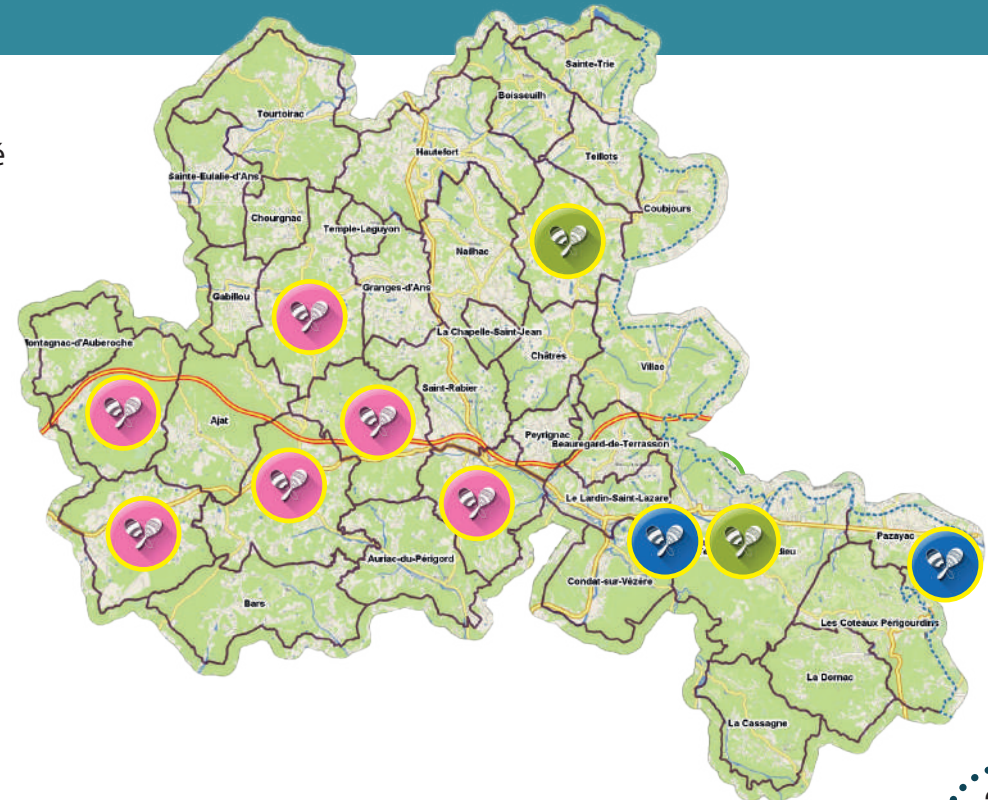 é
Sainte-Trie
Boisseuilh
Tourtoirac
Hautefort
Teillots
Sainte-Eulalie-d'Ans
Coubjours
Chourgnac
Temple-Laguyon
Nailhac
Granges-d'Ans
Gabillou
La Chapelle-Saint-Jean
Montagnac-d'Auberoche
Châtres
Villac
Saint-Rabier
Ajat
Peyrignac
Beauregard-de-Terrasson
Le Lardin-Saint-Lazare
Pazayac
dieu
Auriac-du-Périgord
Condat-sur-Vézère
Bars
Les Coteaux Périgourdins
La Dornac
La Cassagne